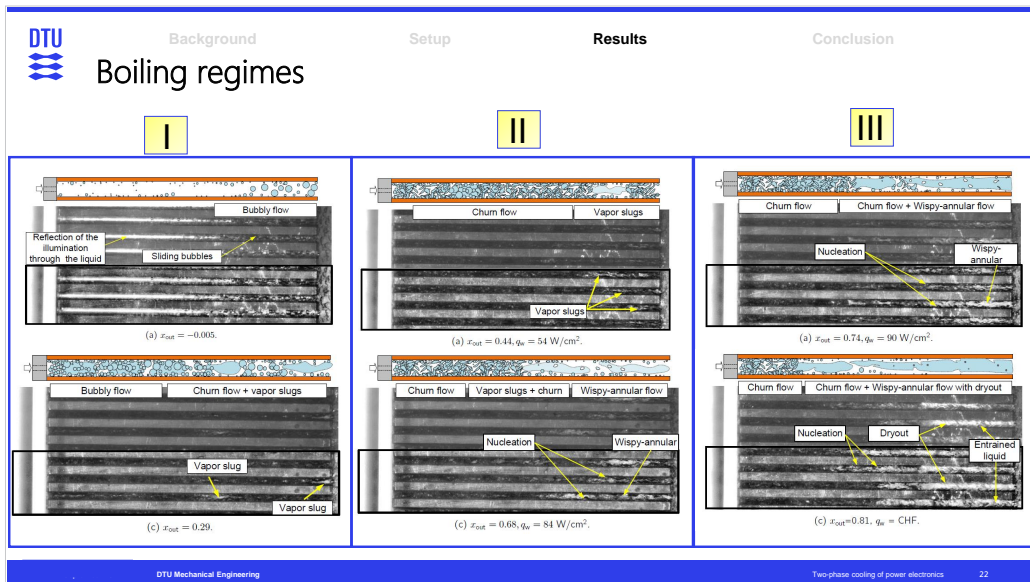 DTU
Background
Setup
Results
Conclusion
Boiling regimes
I
II
III
Bubbly flow
Reflection of the
illumination
through the liquid
Sliding bubbles
(a) x_out = −0.005.
Bubbly flow
Churn flow + vapor slugs
Vapor slug
Vapor slug
(c) x_out = 0.29.
Churn flow
Vapor slugs
Vapor slugs
(a) x_out = 0.44, q_w = 54 W/cm².
Churn flow
Vapor slugs + churn
Wispy-annular flow
Nucleation
Wispy-annular
(c) x_out = 0.68, q_w = 84 W/cm².
Churn flow
Churn flow + Wispy-annular flow
Nucleation
Wispy-
annular
(a) x_out = 0.74, q_w = 90 W/cm².
Churn flow
Churn flow + Wispy-annular flow with dryout
Nucleation
Dryout
Entrained
liquid
(c) x_out=0.81, q_w = CHF.
DTU Mechanical Engineering
Two-phase cooling of power electronics
22